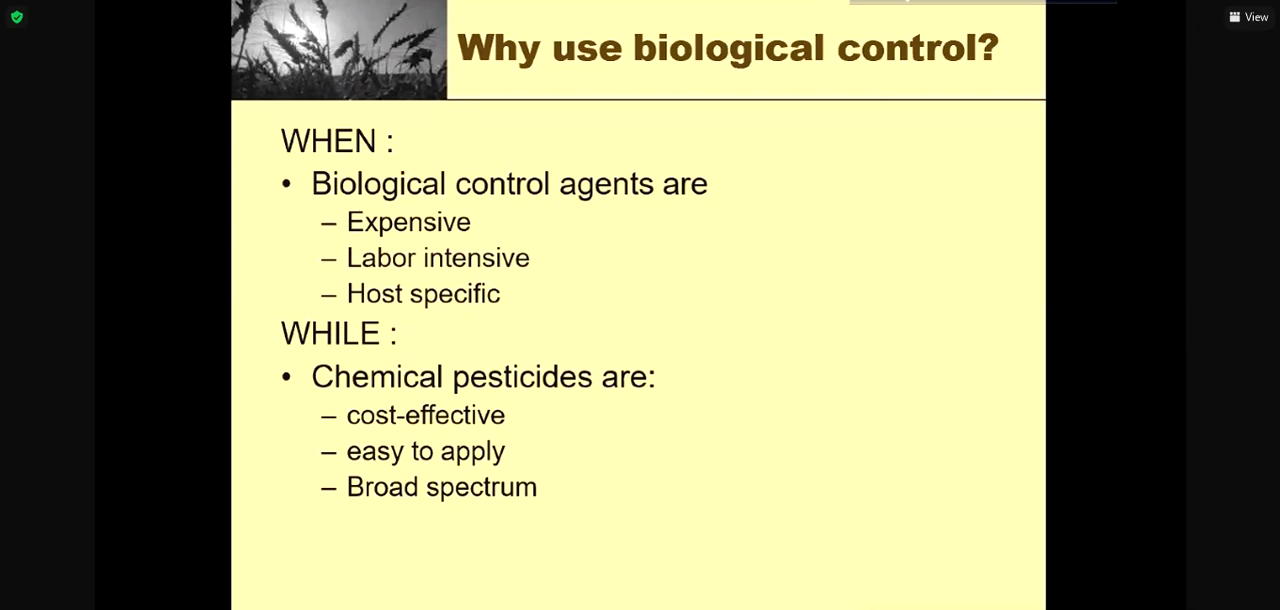 View
Why use biological control?
WHEN :
• Biological control agents are
– Expensive
– Labor intensive
– Host specific
WHILE :
• Chemical pesticides are:
– cost-effective
– easy to apply
– Broad spectrum